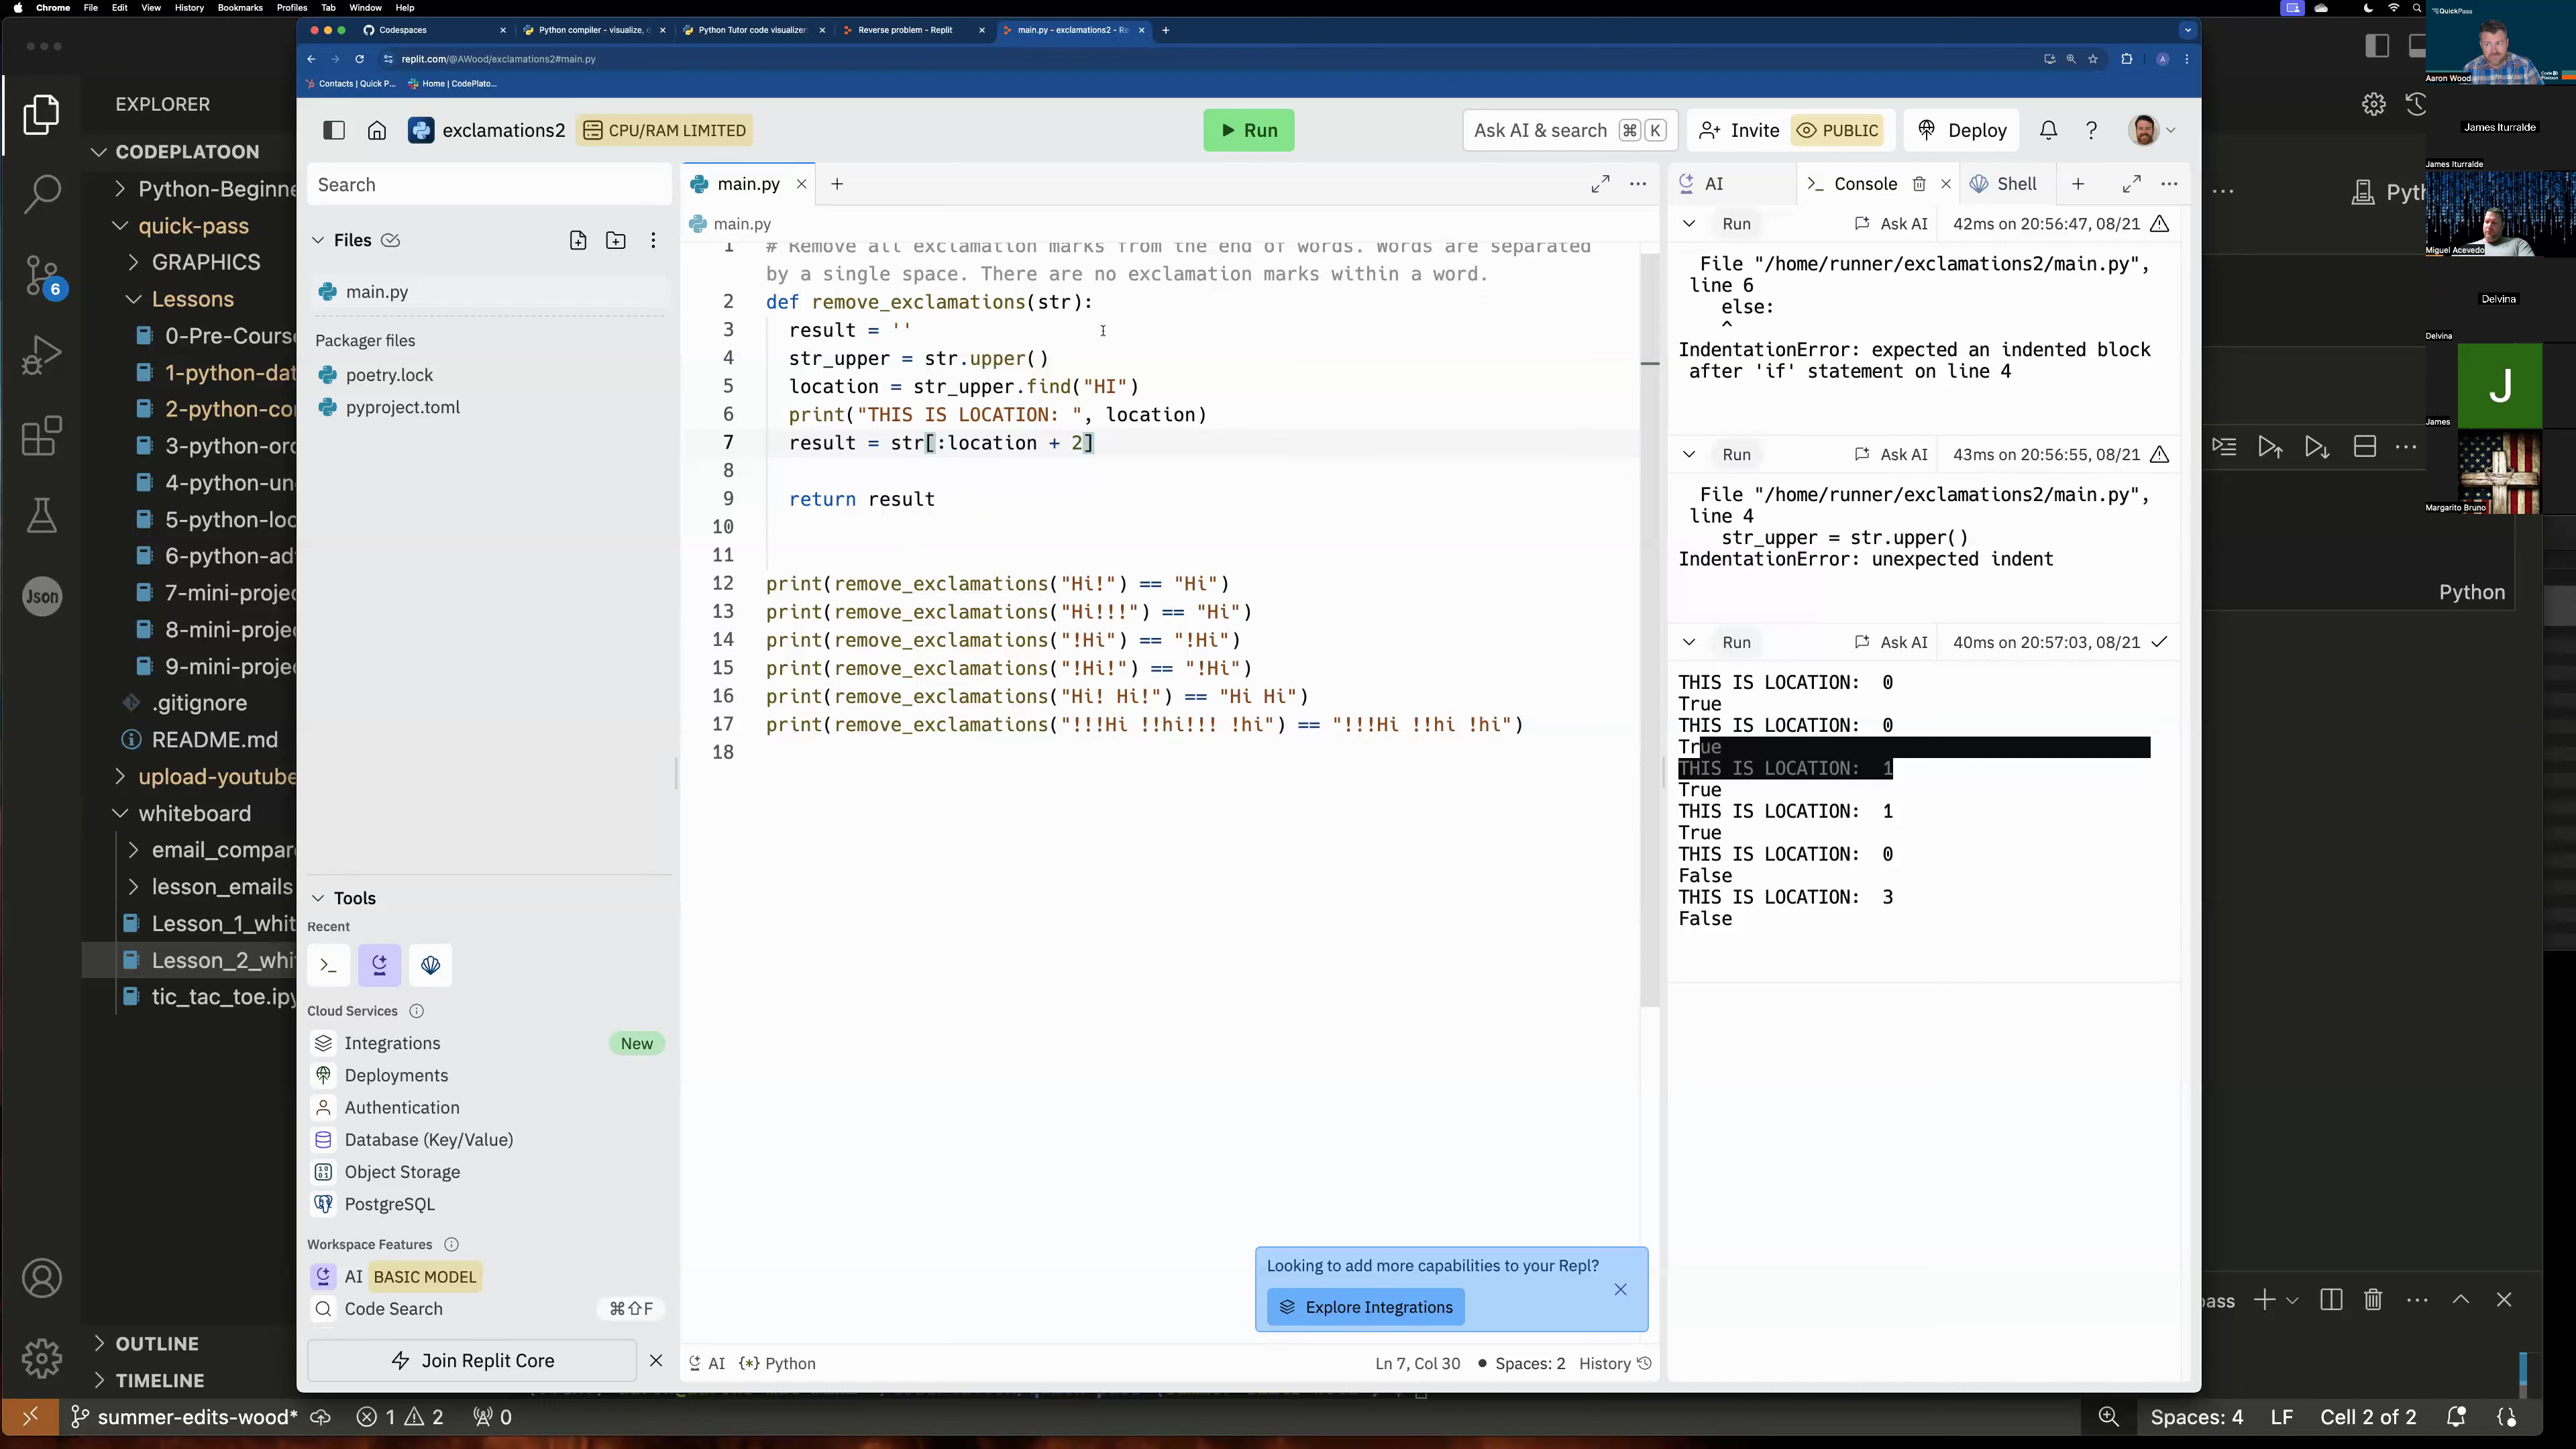 Chrome File Edit View History Bookmarks Profiles Tab Window Help
QuickPass
Codespaces
Python compiler - visualize, c
Python Tutor code visualizer:
Reverse problem - Replit
main.py - exclamations2 - Re
replit.com/@AWood/exclamations2#main.py
Contacts | Quick P...
Home | CodePlato...
Aaron Wood
James Iturralde
James Iturralde
Miguel Acevedo
Delvina
Delvina
J
James
Margarito Bruno
EXPLORER
CODEPLATOON
Python-Beginne
quick-pass
GRAPHICS
Lessons
0-Pre-Cours
1-python-dat
2-python-co
3-python-or
4-python-un
5-python-loo
6-python-ad
7-mini-proje
8-mini-proje
9-mini-proje
.gitignore
README.md
upload-youtube
whiteboard
email_compar
lesson_emails
Lesson_1_whit
Lesson_2_whit
tic_tac_toe.ipy
OUTLINE
TIMELINE
6
Json
exclamations2
CPU/RAM LIMITED
Run
Ask AI & search ⌘ K
Invite
PUBLIC
Deploy
Search
Files
main.py
Packager files
poetry.lock
pyproject.toml
Tools
Recent
Cloud Services
Integrations New
Deployments
Authentication
Database (Key/Value)
Object Storage
PostgreSQL
Workspace Features
AI BASIC MODEL
Code Search ⌘⇧F
Join Replit Core
main.py
main.py
1 # Remove all exclamation marks from the end of words. Words are separated
by a single space. There are no exclamation marks within a word.
2 def remove_exclamations(str):
3 result = ''
4 str_upper = str.upper()
5 location = str_upper.find("HI")
6 print("THIS IS LOCATION: ", location)
7 result = str[:location + 2]
8
9 return result
10
11
12 print(remove_exclamations("Hi!") == "Hi")
13 print(remove_exclamations("Hi!!!") == "Hi")
14 print(remove_exclamations("!Hi") == "!Hi")
15 print(remove_exclamations("!Hi!") == "!Hi")
16 print(remove_exclamations("Hi! Hi!") == "Hi Hi")
17 print(remove_exclamations("!!!Hi !!hi!!! !hi") == "!!!Hi !!hi !hi")
18
Looking to add more capabilities to your Repl?
Explore Integrations
AI {*} Python
Ln 7, Col 30 Spaces: 2 History
AI Console Shell
Run Ask AI 42ms on 20:56:47, 08/21
File "/home/runner/exclamations2/main.py",
line 6
else:
^
IndentationError: expected an indented block
after 'if' statement on line 4
Run Ask AI 43ms on 20:56:55, 08/21
File "/home/runner/exclamations2/main.py",
line 4
str_upper = str.upper()
IndentationError: unexpected indent
Run Ask AI 40ms on 20:57:03, 08/21
THIS IS LOCATION:  0
True
THIS IS LOCATION:  0
True
THIS IS LOCATION:  1
True
THIS IS LOCATION:  1
True
THIS IS LOCATION:  0
False
THIS IS LOCATION:  3
False
Pyth
Python
ass
summer-edits-wood* 1 2 0
Spaces: 4 LF Cell 2 of 2